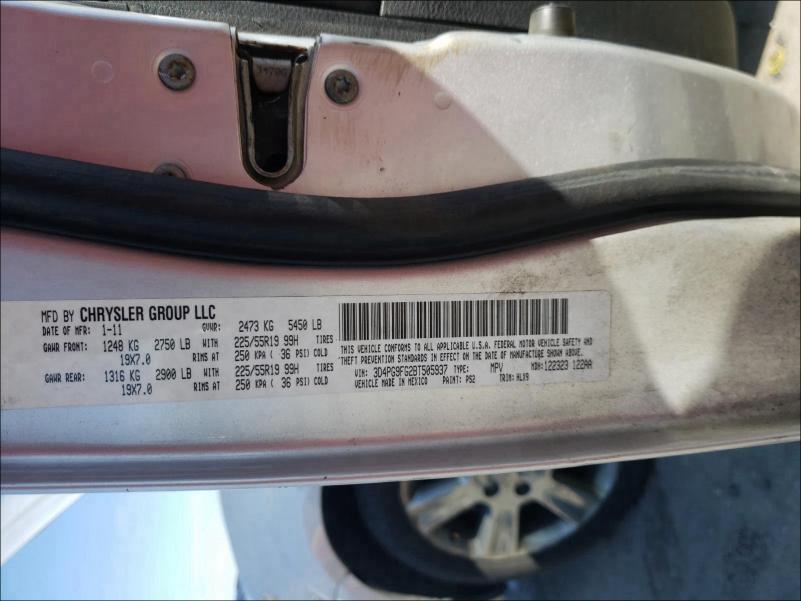 MFD BY CHRYSLER GROUP LLC
DATE OF MFR: 1-11 GVWR: 2473 KG 5450 LB
GAWR FRONT: 1248 KG 2750 LB WITH 225/55R19 99H TIRES
19X7.0 RIMS AT 250 KPA ( 36 PSI) COLD
GAWR REAR: 1316 KG 2900 LB WITH 225/55R19 99H TIRES
19X7.0 RIMS AT 250 KPA ( 36 PSI) COLD
THIS VEHICLE CONFORMS TO ALL APPLICABLE U.S.A. FEDERAL MOTOR VEHICLE SAFETY AND
THEFT PREVENTION STANDARDS IN EFFECT ON THE DATE OF MANUFACTURE SHOWN ABOVE.
VIN: 3D4PG9FG2BT505937 TYPE: MPV MDH: 122323 122AA
VEHICLE MADE IN MEXICO PAINT: PS2 TRIM: HLX9